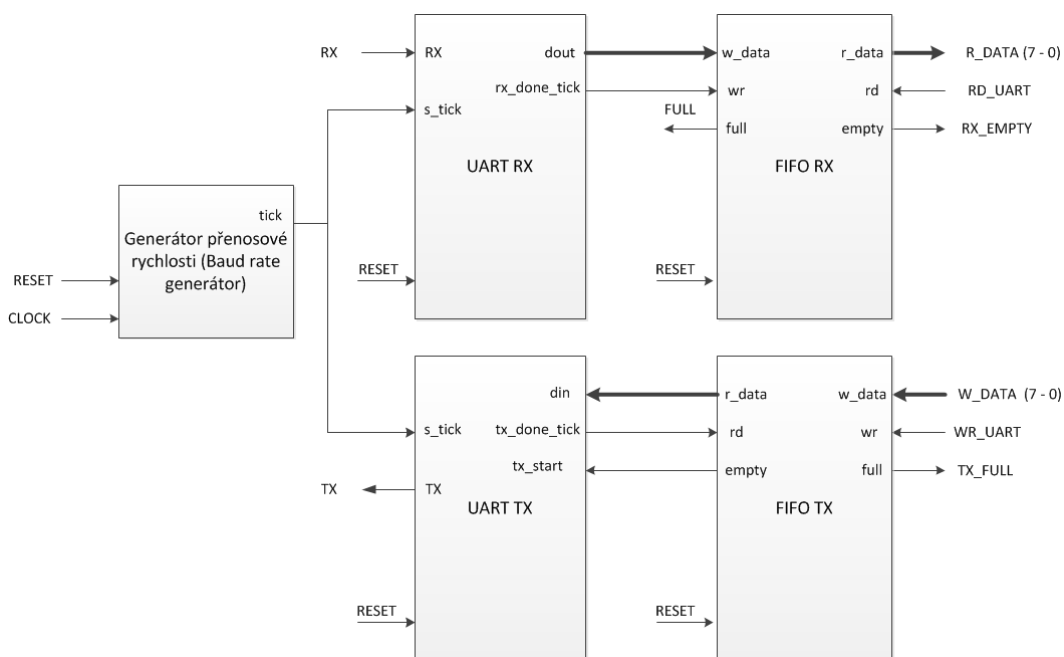 RX
RX
dout
w_data
r_data
R_DATA (7 - 0)
rx_done_tick
wr
rd
RD_UART
s_tick
FULL
full
empty
RX_EMPTY
UART RX
FIFO RX
tick
Generátor přenosové
rychlosti (Baud rate
generátor)
RESET
CLOCK
RESET
RESET
din
r_data
w_data
W_DATA (7 - 0)
s_tick
tx_done_tick
rd
wr
WR_UART
tx_start
empty
full
TX_FULL
TX
TX
UART TX
FIFO TX
RESET
RESET